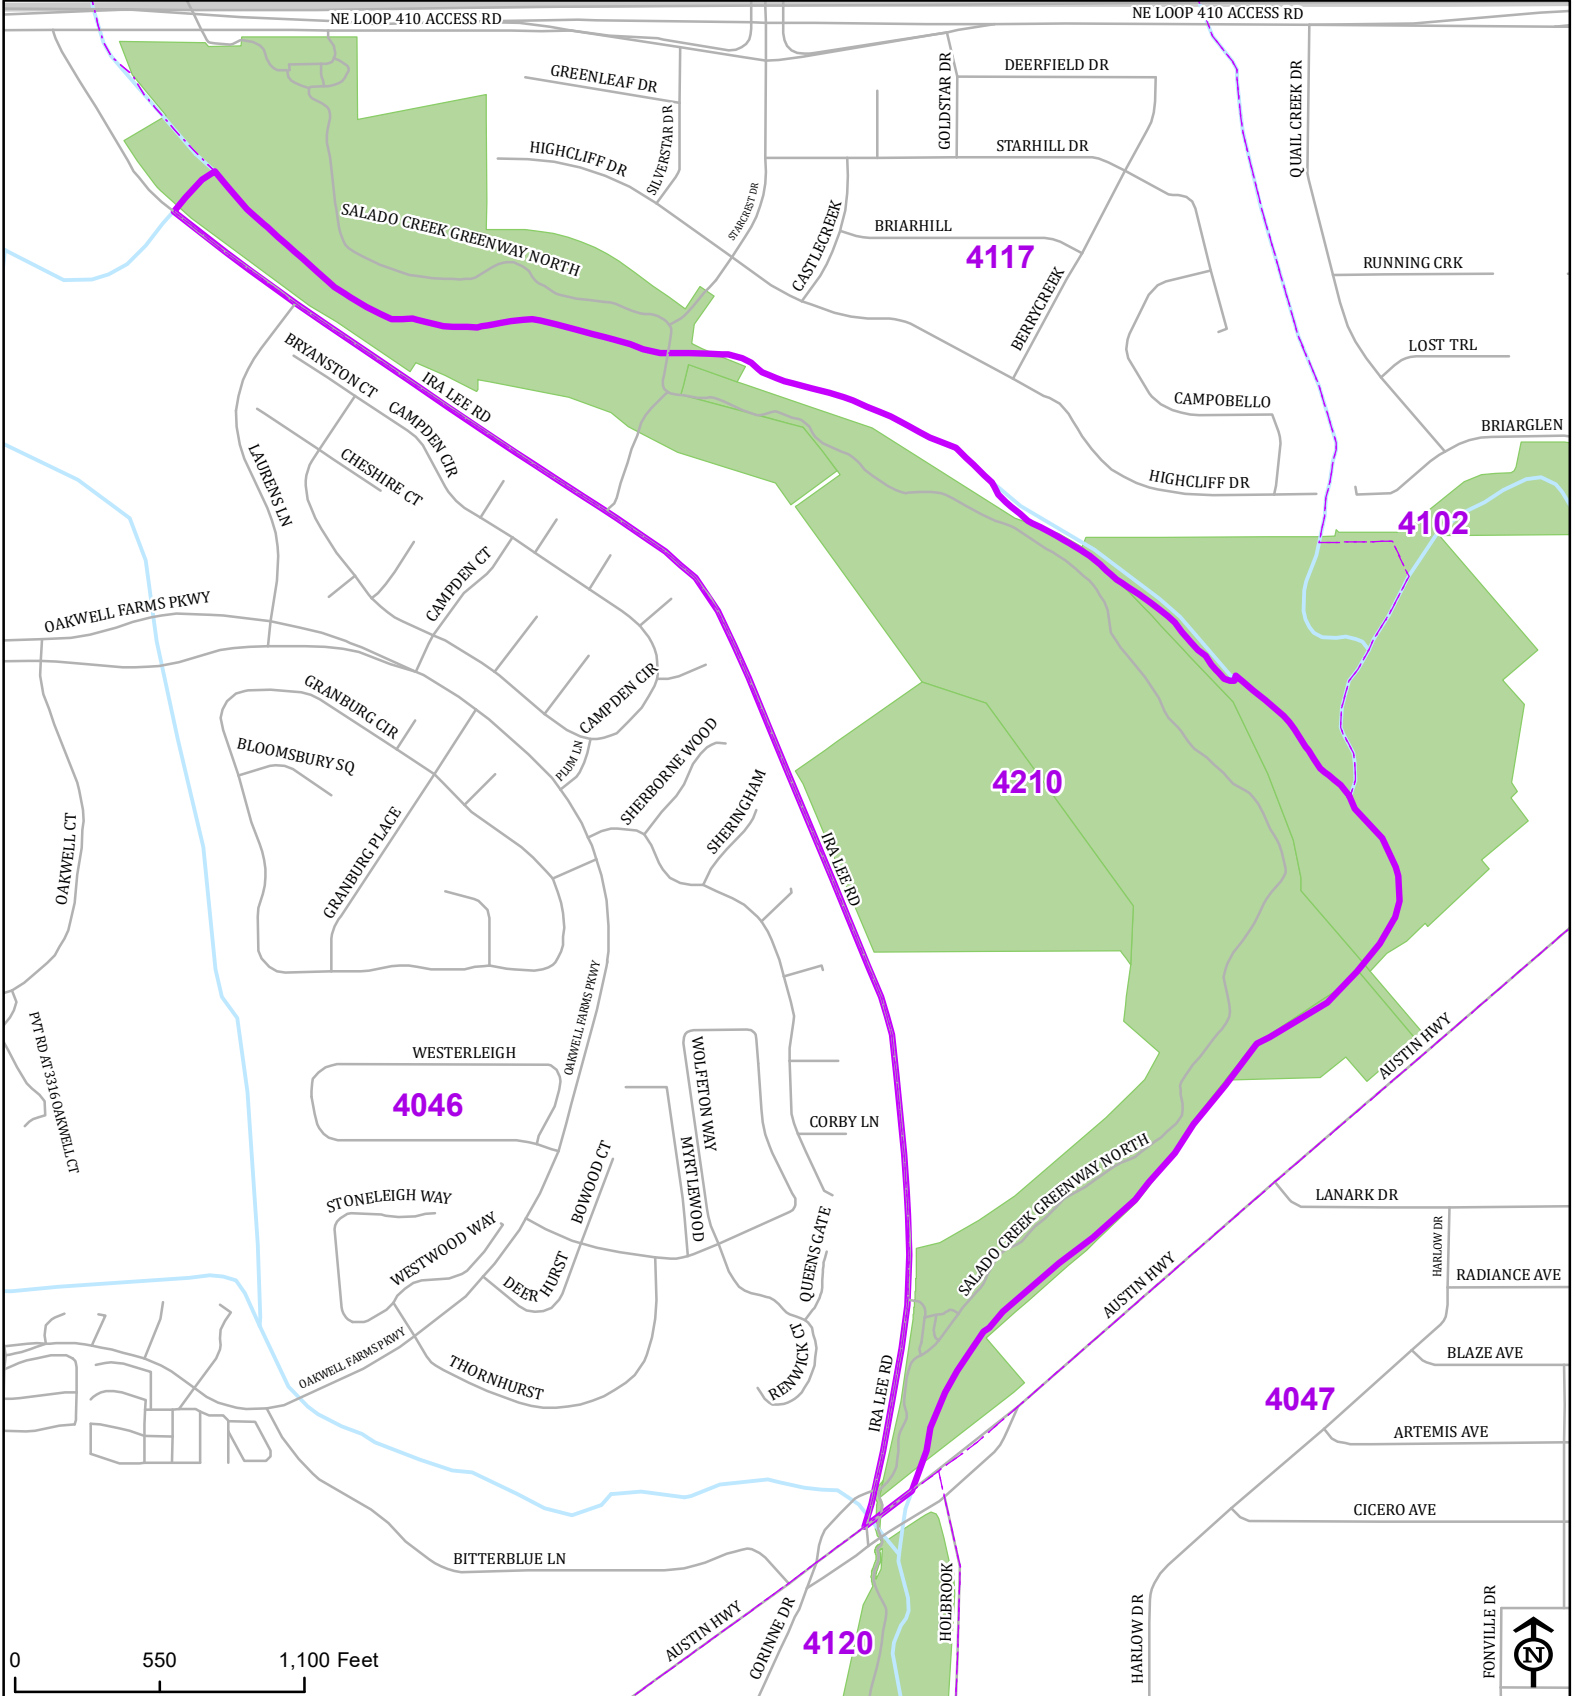 NE LOOP 410 ACCESS RD
NE LOOP 410 ACCESS RD
GREENLEAF DR
SILVERSTAR DR
HIGHCLIFF DR
GOLDSTAR DR
DEERFIELD DR
QUAIL CREEK DR
STARHILL DR
STARCREST DR
CASTLECREEK
BRIARHILL
4117
BERRYCREEK
RUNNING CRK
LOST TRL
CAMPOBELLO
BRIARGLEN
HIGHCLIFF DR
4102
SALADO CREEK GREENWAY NORTH
BRYANSTON CT
IRA LEE RD
CAMPDEN CIR
CHESHIRE CT
LAURENS LN
CAMPDEN CT
OAKWELL FARMS PKWY
CAMPDEN CIR
GRANBURG CIR
BLOOMSBURY SQ
PLUM LN
SHERBORNE WOOD
SHERINGHAM
4210
OAKWELL CT
GRANBURG PLACE
IRA LEE RD
OAKWELL FARMS PKWY
PVT RD AT 3316 OAKWELL CT
WESTERLEIGH
4046
WOLFETON WAY
MYRTLEWOOD
CORBY LN
AUSTIN HWY
BOWOOD CT
STONELEIGH WAY
WESTWOOD WAY
DEER HURST
QUEENS GATE
SALADO CREEK GREENWAY NORTH
LANARK DR
HARLOW DR
RADIANCE AVE
AUSTIN HWY
OAKWELL FARMS PKWY
THORNHURST
RENWICK CT
IRA LEE RD
BLAZE AVE
4047
ARTEMIS AVE
CICERO AVE
BITTERBLUE LN
HOLBROOK
AUSTIN HWY
CORINNE DR
4120
HARLOW DR
FONVILLE DR
0 550 1,100 Feet
N